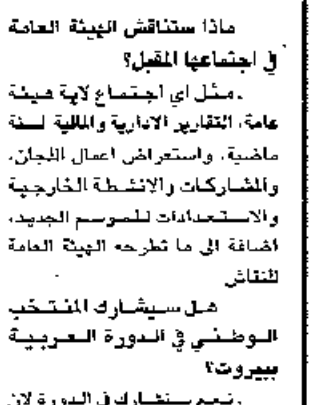 ماذا ستناقش الهيئة العامة
في اجتماعها المقبل؟
.مثل اي اجتماع لاية هيئة
عامة، التقارير الادارية والمالية لسنة
ماضية، واستعراض اعمال اللجان،
والمشاركات والانشطة الخارجية
والاستعدادات للموسم الجديد،
اضافة الى ما تطرحه الهيئة العامة
للنقاش
هل سيشارك المنتخب
الوطني في الدورة العربية
ببيروت؟
.نعم سنشارك في الدورة لان